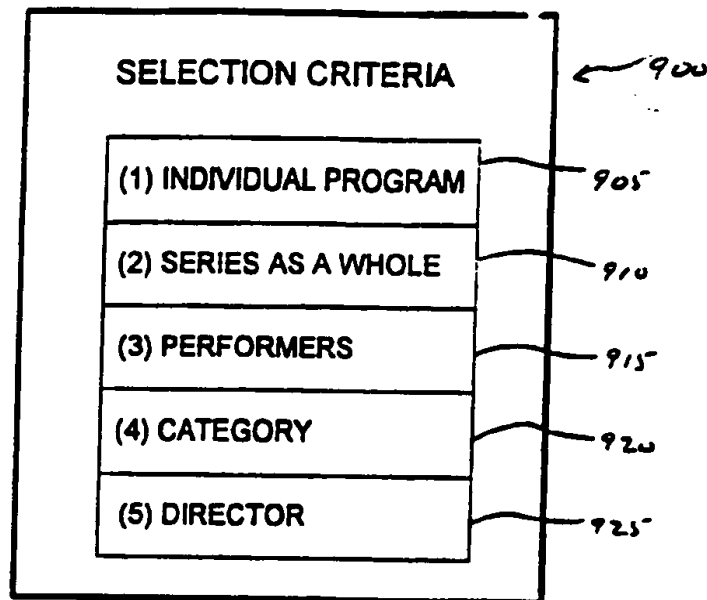 SELECTION CRITERIA
900
(1) INDIVIDUAL PROGRAM
905
(2) SERIES AS A WHOLE
910
(3) PERFORMERS
915
(4) CATEGORY
920
(5) DIRECTOR
925